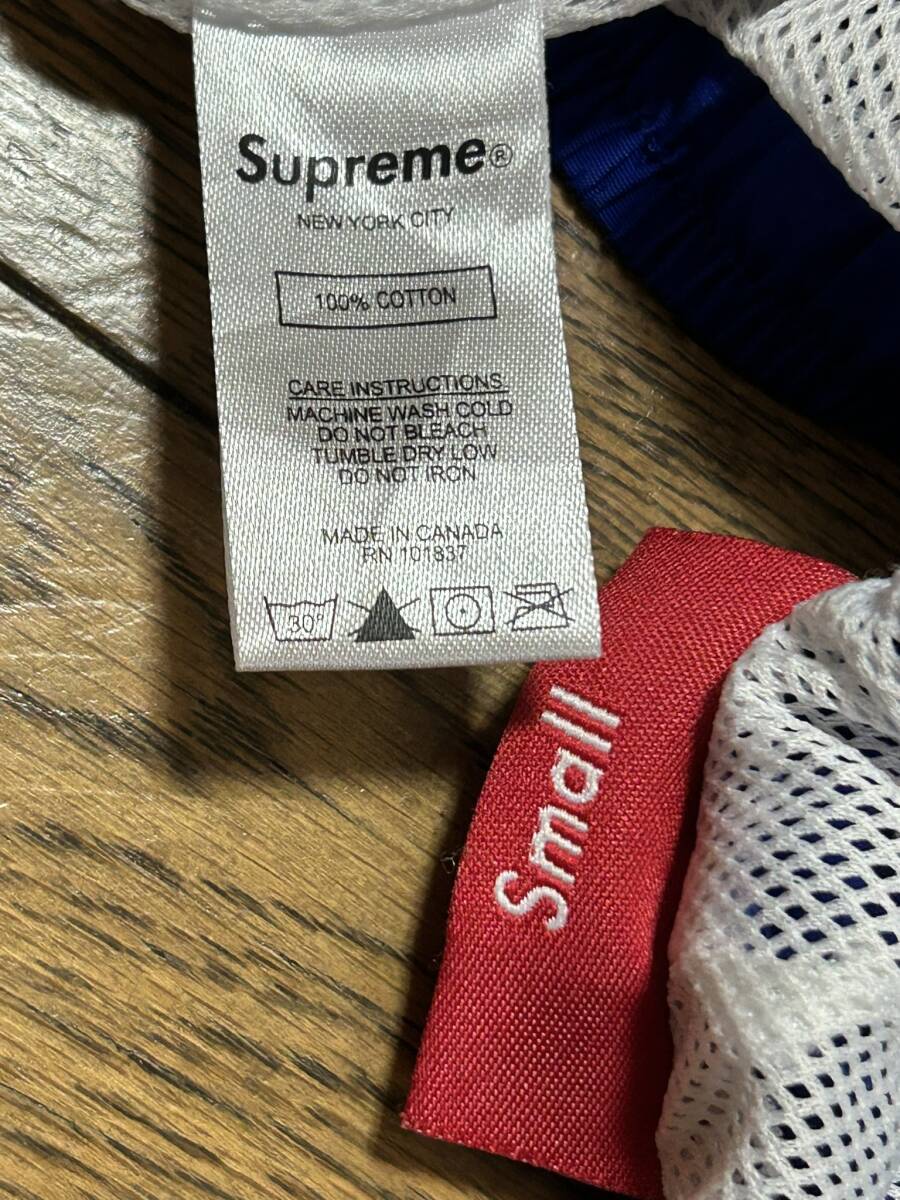 Supreme®
NEW YORK CITY
100% COTTON
CARE INSTRUCTIONS
MACHINE WASH COLD
DO NOT BLEACH
TUMBLE DRY LOW
DO NOT IRON
MADE IN CANADA
RN 101837
30°
Small